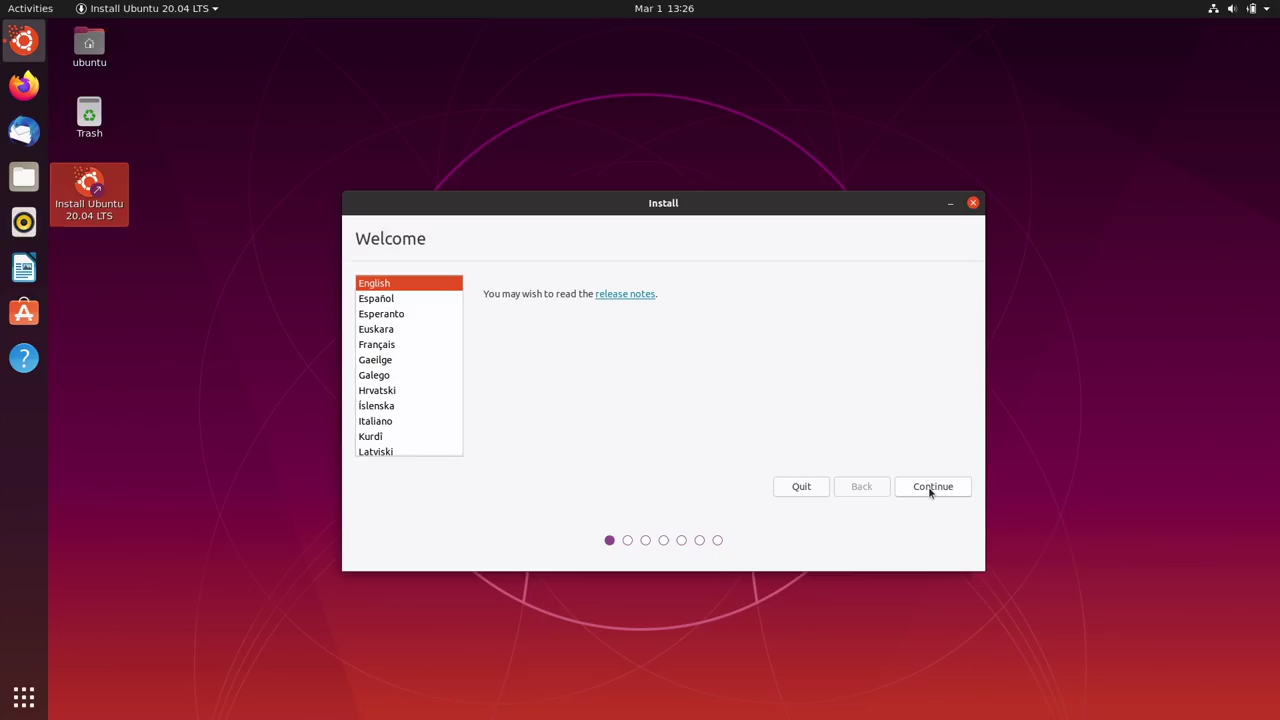 Activities
Install Ubuntu 20.04 LTS
Mar 1 13:26
ubuntu
Trash
Install Ubuntu
20.04 LTS
Install
Welcome
English
Español
Esperanto
Euskara
Français
Gaeilge
Galego
Hrvatski
Íslenska
Italiano
Kurdî
Latviski
You may wish to read the release notes.
Quit
Back
Continue